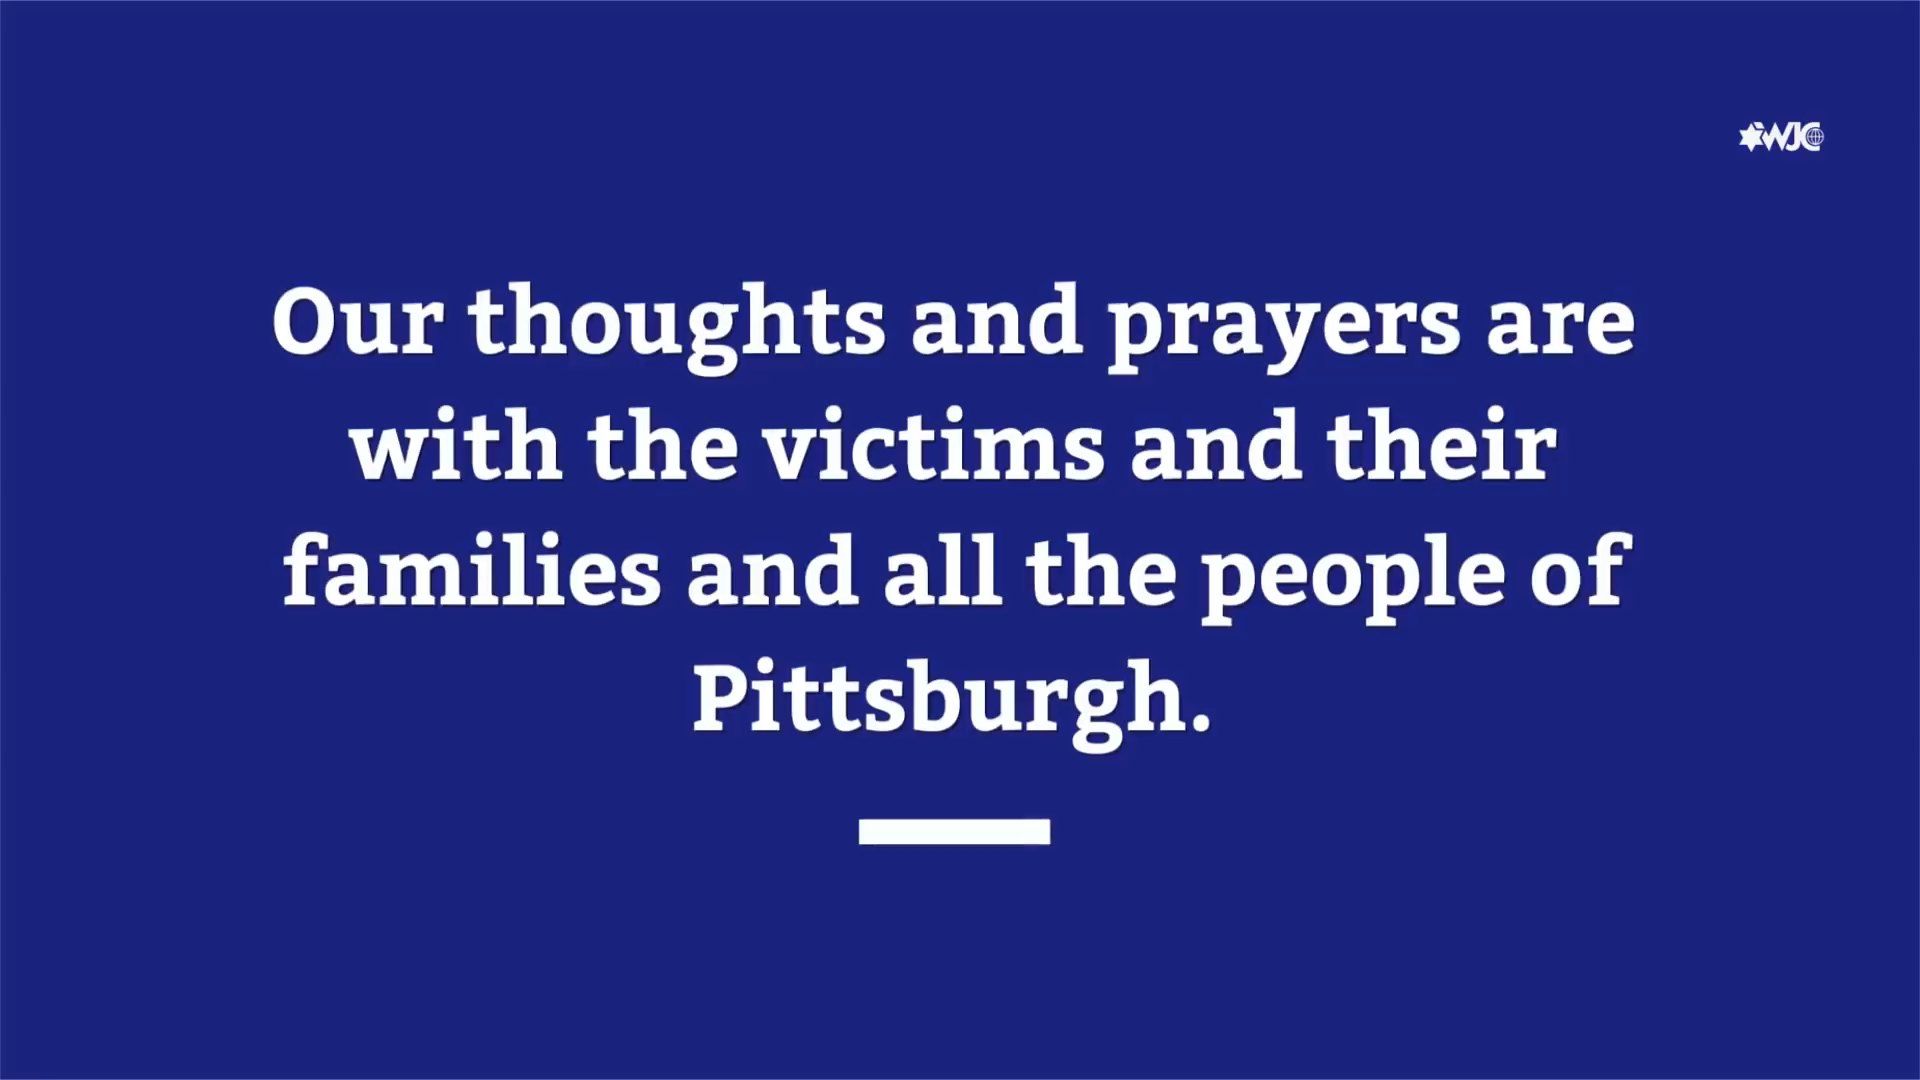 WJC
Our thoughts and prayers are
with the victims and their
families and all the people of
Pittsburgh.